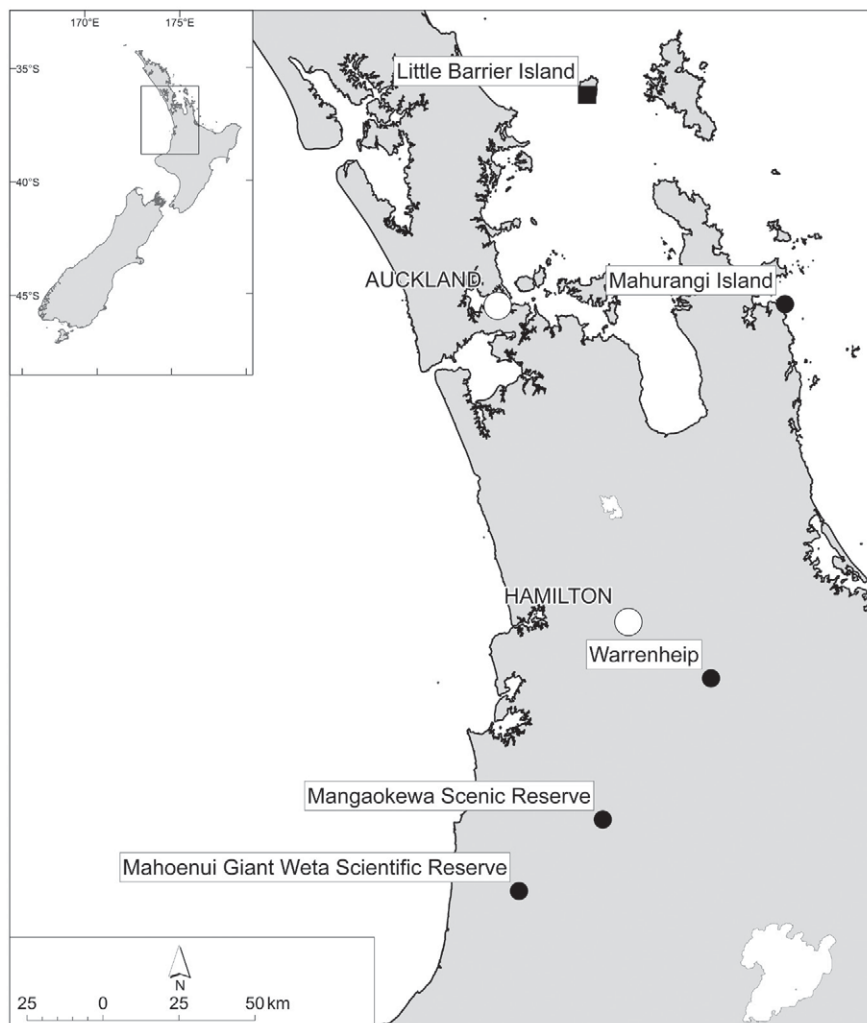 170°E 175°E
35°S
40°S
45°S
Little Barrier Island
AUCKLAND
Mahurangi Island
HAMILTON
Warrenheip
Mangaokewa Scenic Reserve
Mahoenui Giant Weta Scientific Reserve
N
25 0 25 50 km